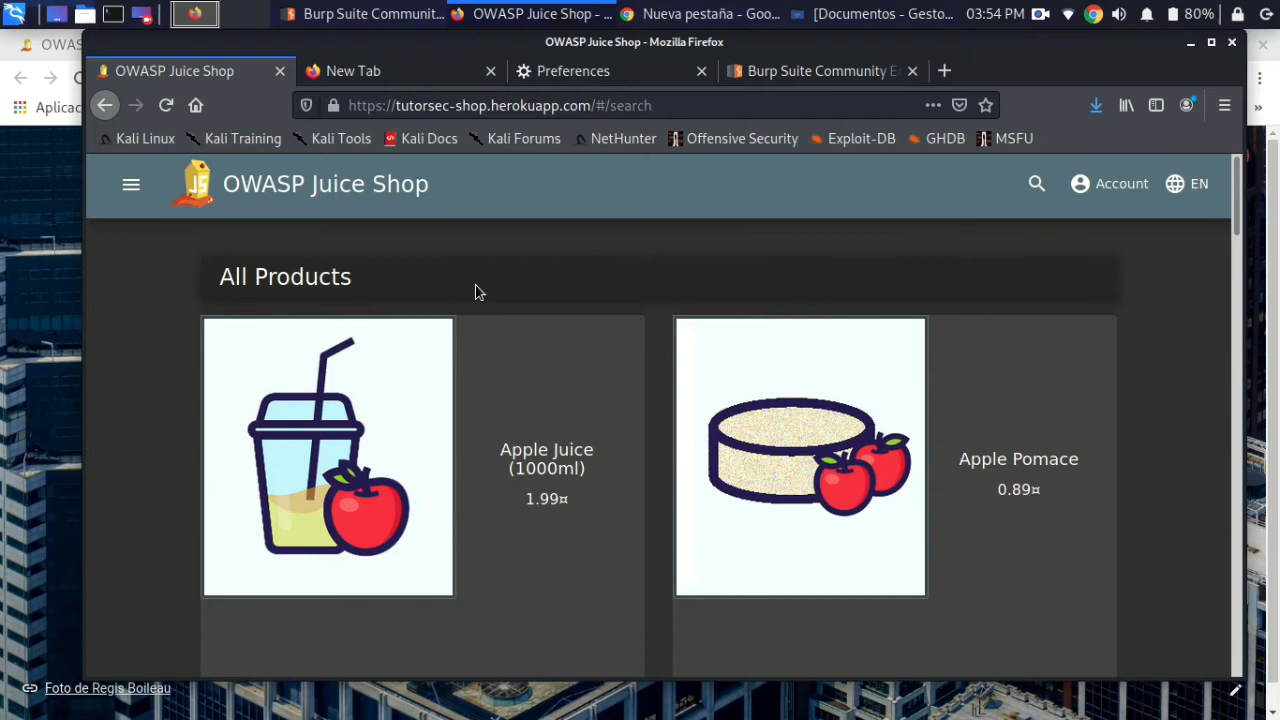 Burp Suite Communit...
OWASP Juice Shop - ...
Nueva pestaña - Goo...
[Documentos - Gesto...
03:54 PM
80%
OWAS
OWASP Juice Shop - Mozilla Firefox
OWASP Juice Shop
New Tab
Preferences
Burp Suite Community E
https://tutorsec-shop.herokuapp.com/#/search
Aplicac
Kali Linux
Kali Training
Kali Tools
Kali Docs
Kali Forums
NetHunter
Offensive Security
Exploit-DB
GHDB
MSFU
JS
OWASP Juice Shop
Account
EN
All Products
Apple Juice
(1000ml)
1.99¤
Apple Pomace
0.89¤
Foto de Regis Boileau